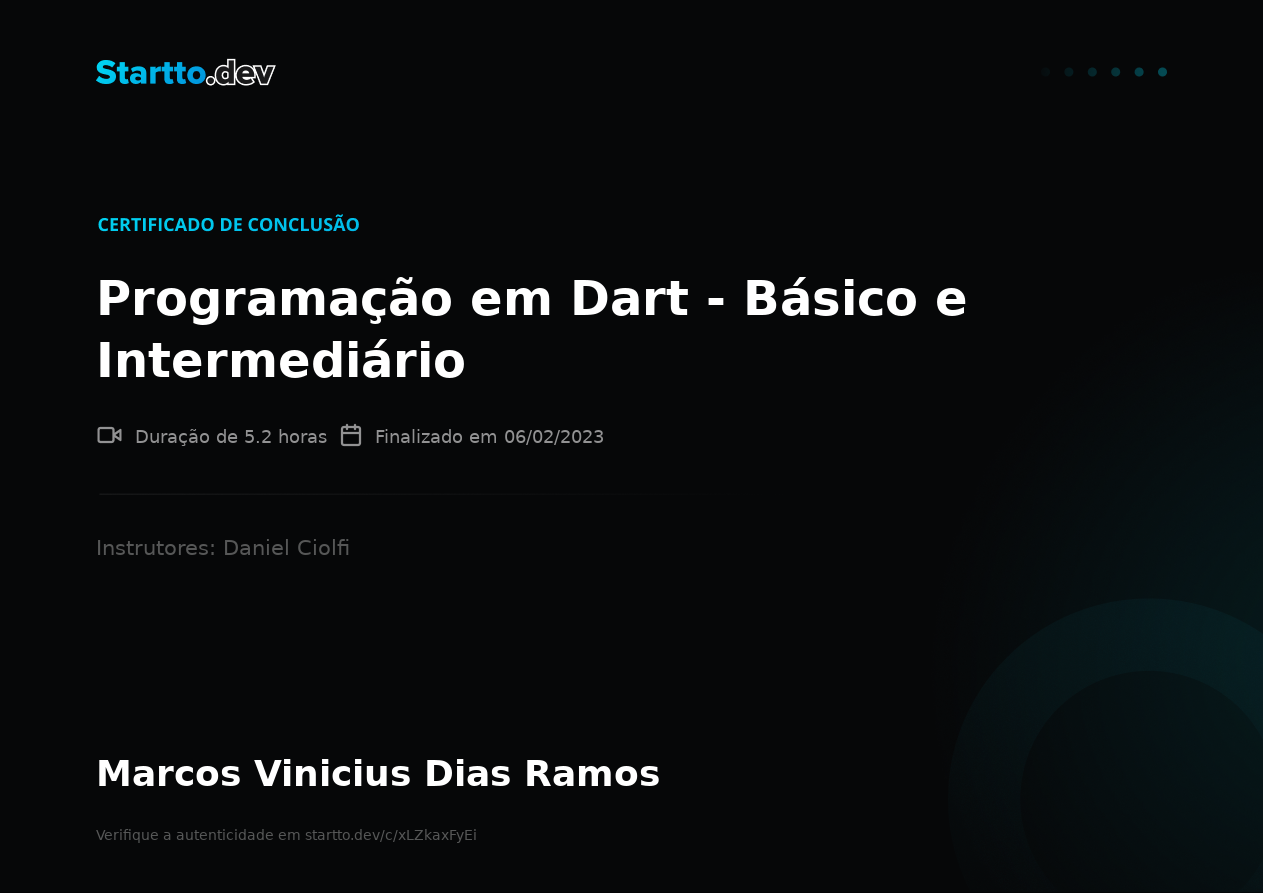 Startto.dev
CERTIFICADO DE CONCLUSÃO
Programação em Dart - Básico e
Intermediário
Duração de 5.2 horas Finalizado em 06/02/2023
Instrutores: Daniel Ciolfi
Marcos Vinicius Dias Ramos
Verifique a autenticidade em startto.dev/c/xLZkaxFyEi